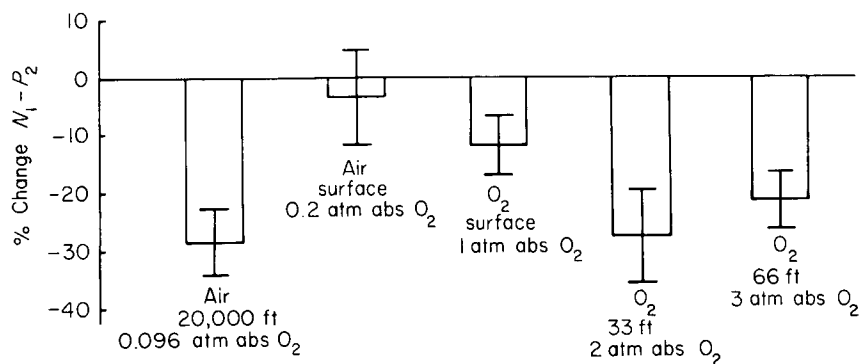 % Change N₁ – P₂
10
0
-10
-20
-30
-40
Air
20,000 ft
0.096 atm abs O₂
Air
surface
0.2 atm abs O₂
O₂
surface
1 atm abs O₂
O₂
33 ft
2 atm abs O₂
O₂
66 ft
3 atm abs O₂